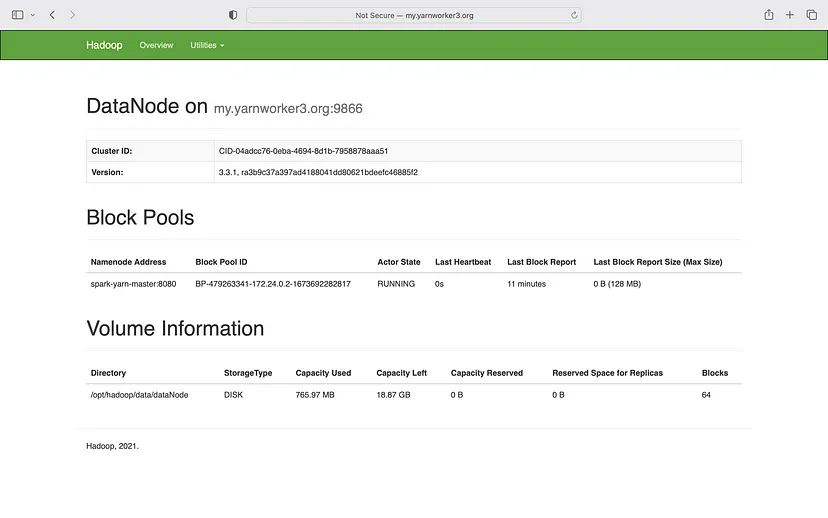 Not Secure — my.yarnworker3.org
Hadoop Overview Utilities
DataNode on my.yarnworker3.org:9866
Cluster ID: CID-04adcc76-0eba-4694-8d1b-7958878aaa51
Version: 3.3.1, ra3b9c37a397ad4188041dd80621bdeefc46885f2
Block Pools
Namenode Address Block Pool ID Actor State Last Heartbeat Last Block Report Last Block Report Size (Max Size)
spark-yarn-master:8080 BP-479263341-172.24.0.2-1673692282817 RUNNING 0s 11 minutes 0 B (128 MB)
Volume Information
Directory StorageType Capacity Used Capacity Left Capacity Reserved Reserved Space for Replicas Blocks
/opt/hadoop/data/dataNode DISK 765.97 MB 18.87 GB 0 B 0 B 64
Hadoop, 2021.